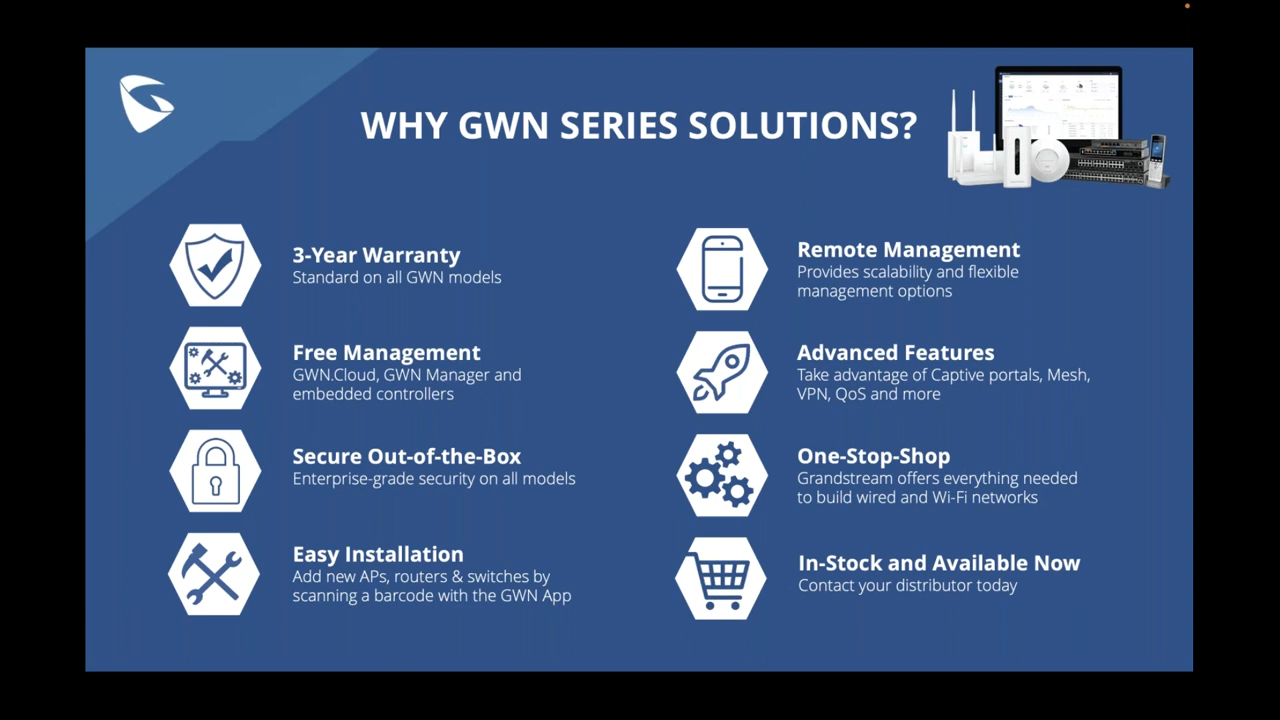 WHY GWN SERIES SOLUTIONS?
3-Year Warranty
Standard on all GWN models
Free Management
GWN.Cloud, GWN Manager and
embedded controllers
Secure Out-of-the-Box
Enterprise-grade security on all models
Easy Installation
Add new APs, routers & switches by
scanning a barcode with the GWN App
Remote Management
Provides scalability and flexible
management options
Advanced Features
Take advantage of Captive portals, Mesh,
VPN, QoS and more
One-Stop-Shop
Grandstream offers everything needed
to build wired and Wi-Fi networks
In-Stock and Available Now
Contact your distributor today